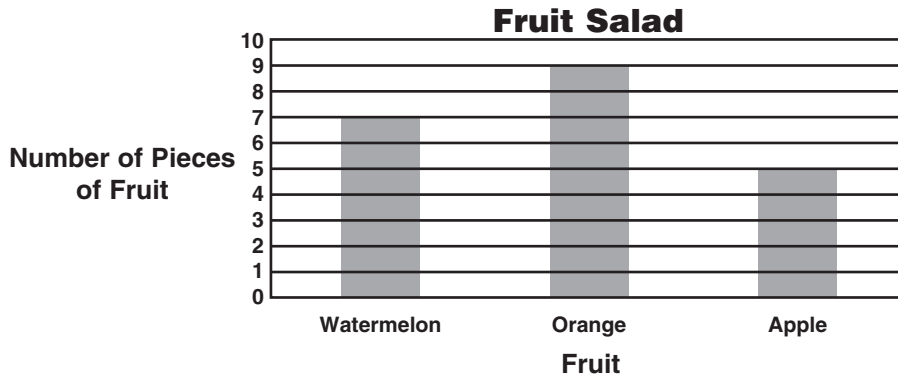 Fruit Salad
10
9
8
7
6
5
4
3
2
1
0
Number of Pieces
of Fruit
Watermelon Orange Apple
Fruit